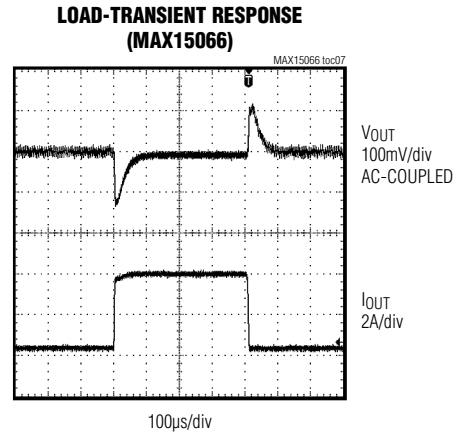 LOAD-TRANSIENT RESPONSE
(MAX15066)
MAX15066 toc07
T
VOUT
100mV/div
AC-COUPLED
IOUT
2A/div
100µs/div